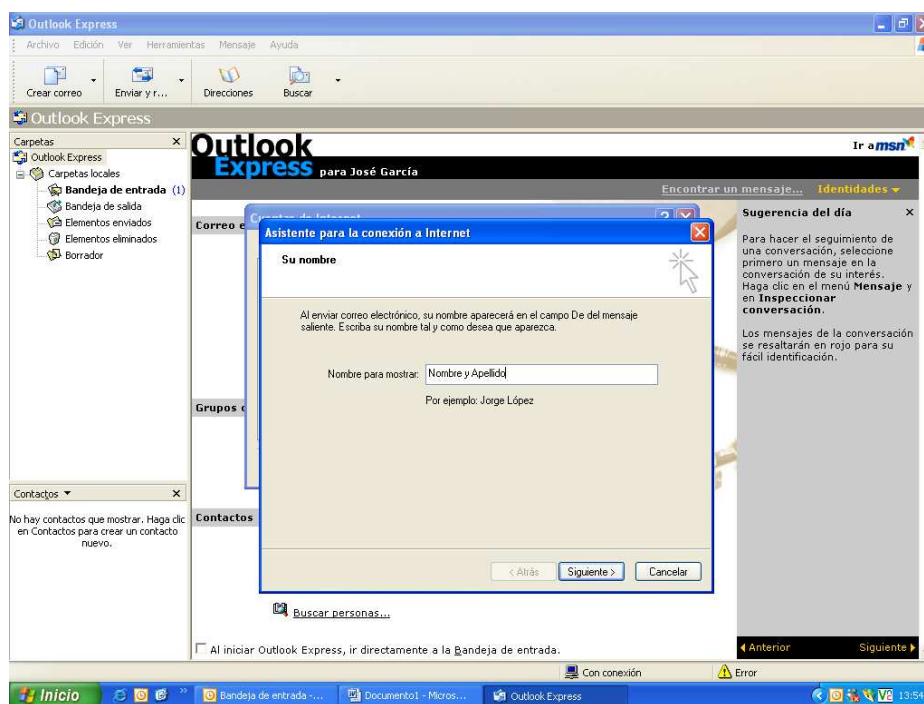 Outlook Express
Archivo Edición Ver Herramientas Mensaje Ayuda
Crear correo Enviar y r... Direcciones Buscar
Outlook Express
Carpetas
Outlook Express
Carpetas locales
Bandeja de entrada (1)
Bandeja de salida
Elementos enviados
Elementos eliminados
Borrador
Contactos
No hay contactos que mostrar. Haga clic
en Contactos para crear un contacto
nuevo.
Outlook
Express para José García
Ir a msn
Encontrar un mensaje... Identidades
Correo e
Grupos
Contactos
Cuentas de Internet
Asistente para la conexión a Internet
Su nombre
Al enviar correo electrónico, su nombre aparecerá en el campo De del mensaje
saliente. Escriba su nombre tal y como desea que aparezca.
Nombre para mostrar: Nombre y Apellido
Por ejemplo: Jorge López
< Atrás Siguiente > Cancelar
Buscar personas...
Al iniciar Outlook Express, ir directamente a la Bandeja de entrada.
Sugerencia del día
Para hacer el seguimiento de
una conversación, seleccione
primero un mensaje en la
conversación de su interés.
Haga clic en el menú Mensaje y
en Inspeccionar
conversación.
Los mensajes de la conversación
se resaltarán en rojo para su
fácil identificación.
Anterior Siguiente
Con conexión Error
Inicio Bandeja de entrada -... Documento1 - Micros... Outlook Express 13:54